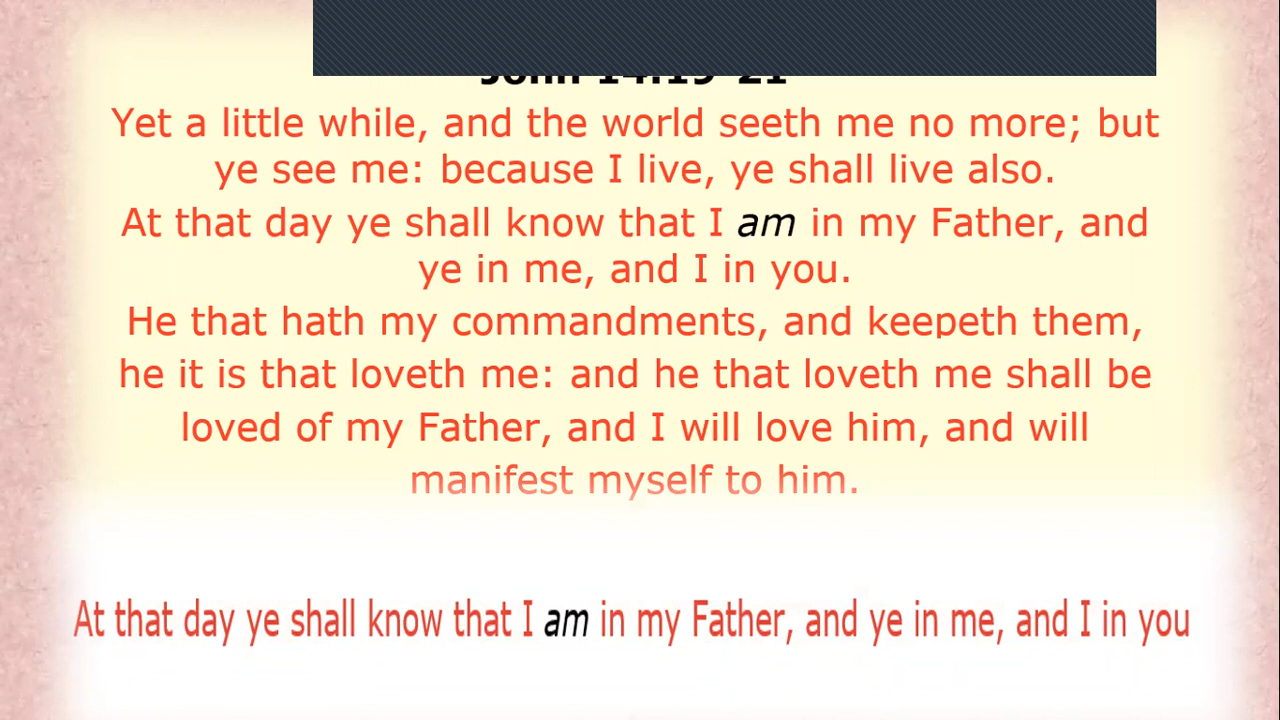 John 14:19-21
Yet a little while, and the world seeth me no more; but
ye see me: because I live, ye shall live also.
At that day ye shall know that I am in my Father, and
ye in me, and I in you.
He that hath my commandments, and keepeth them,
he it is that loveth me: and he that loveth me shall be
loved of my Father, and I will love him, and will
manifest myself to him.
At that day ye shall know that I am in my Father, and ye in me, and I in you